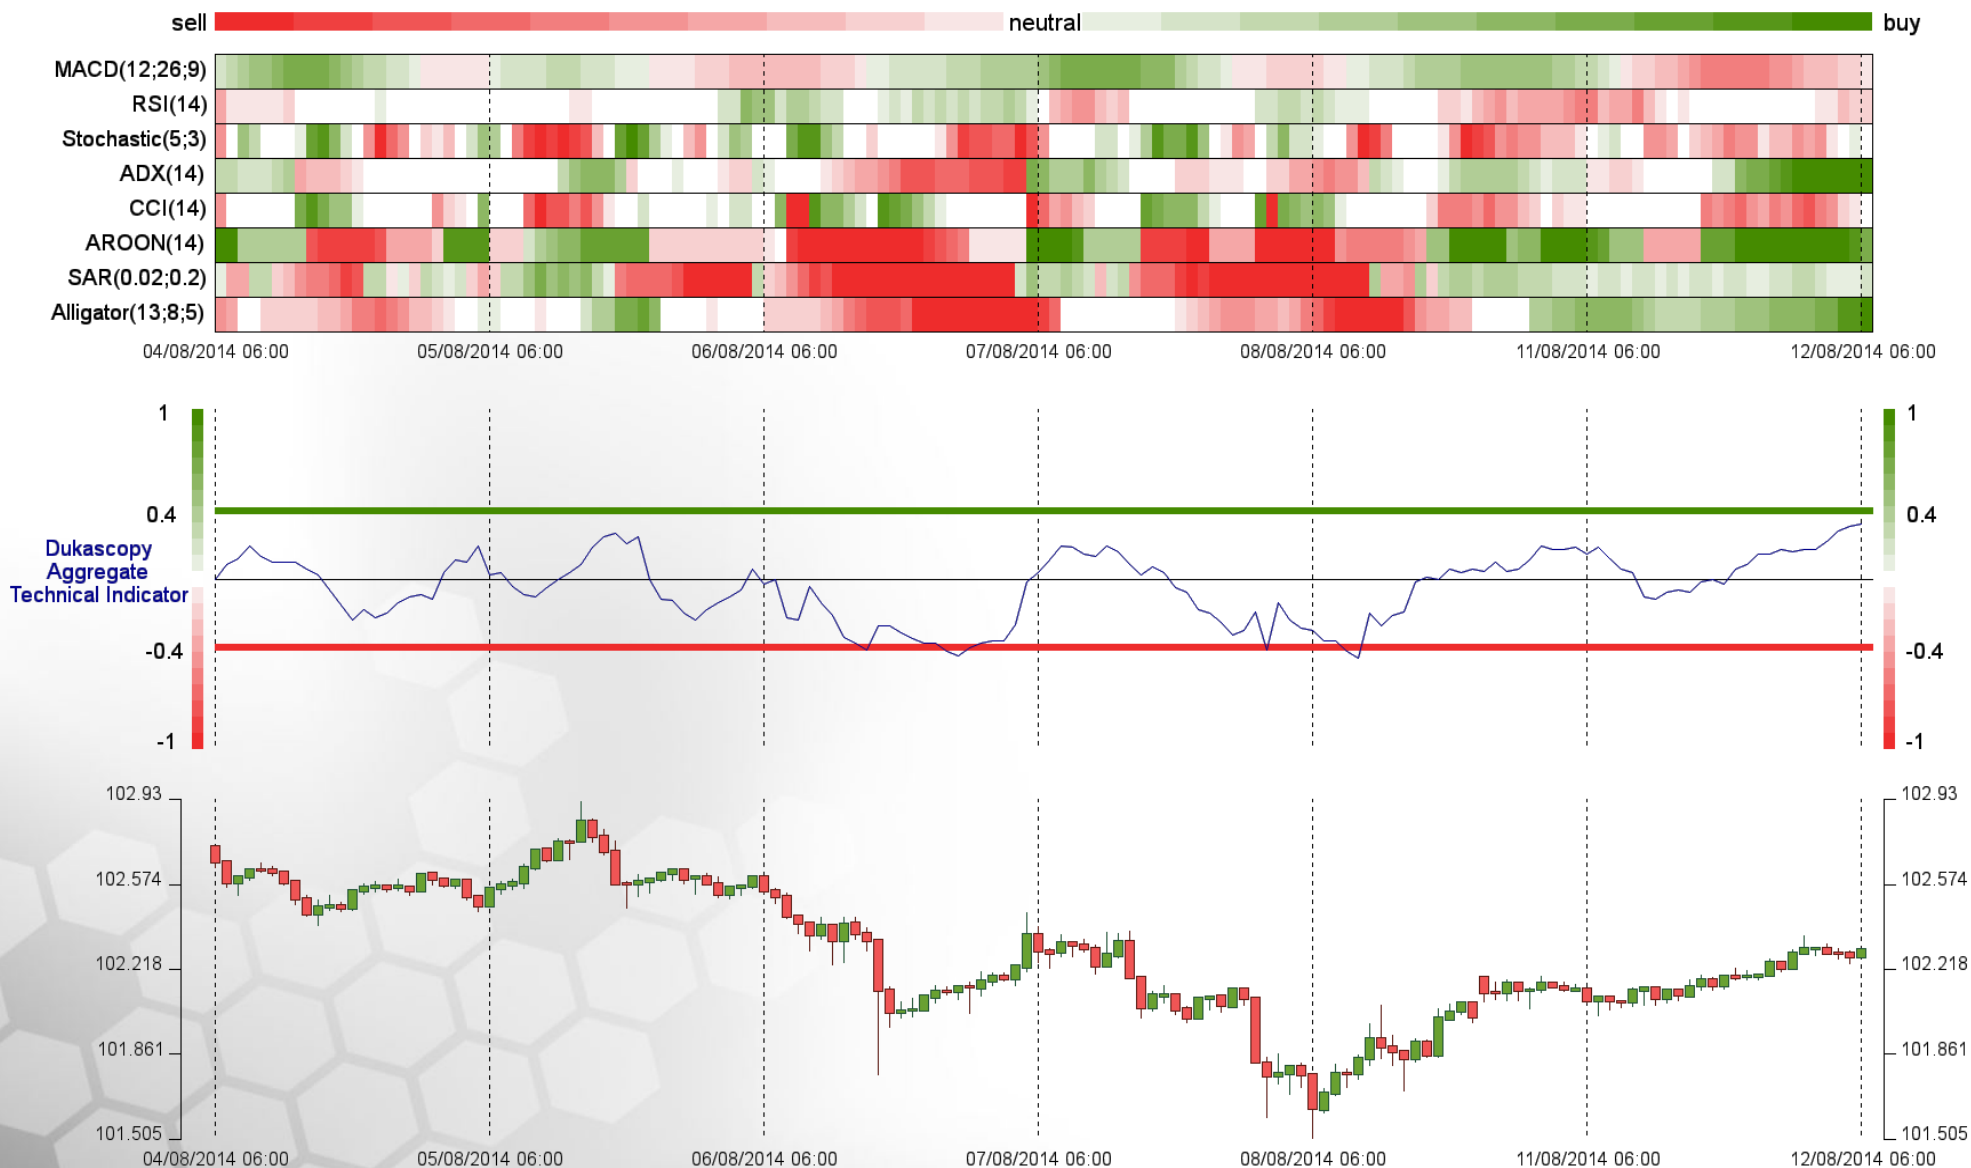 sell neutral buy
MACD(12;26;9)
RSI(14)
Stochastic(5;3)
ADX(14)
CCI(14)
AROON(14)
SAR(0.02;0.2)
Alligator(13;8;5)
04/08/2014 06:00 05/08/2014 06:00 06/08/2014 06:00 07/08/2014 06:00 08/08/2014 06:00 11/08/2014 06:00 12/08/2014 06:00
1 1
0.4 0.4
Dukascopy
Aggregate
Technical Indicator
-0.4 -0.4
-1 -1
102.93 102.93
102.574 102.574
102.218 102.218
101.861 101.861
101.505 101.505
04/08/2014 06:00 05/08/2014 06:00 06/08/2014 06:00 07/08/2014 06:00 08/08/2014 06:00 11/08/2014 06:00 12/08/2014 06:00